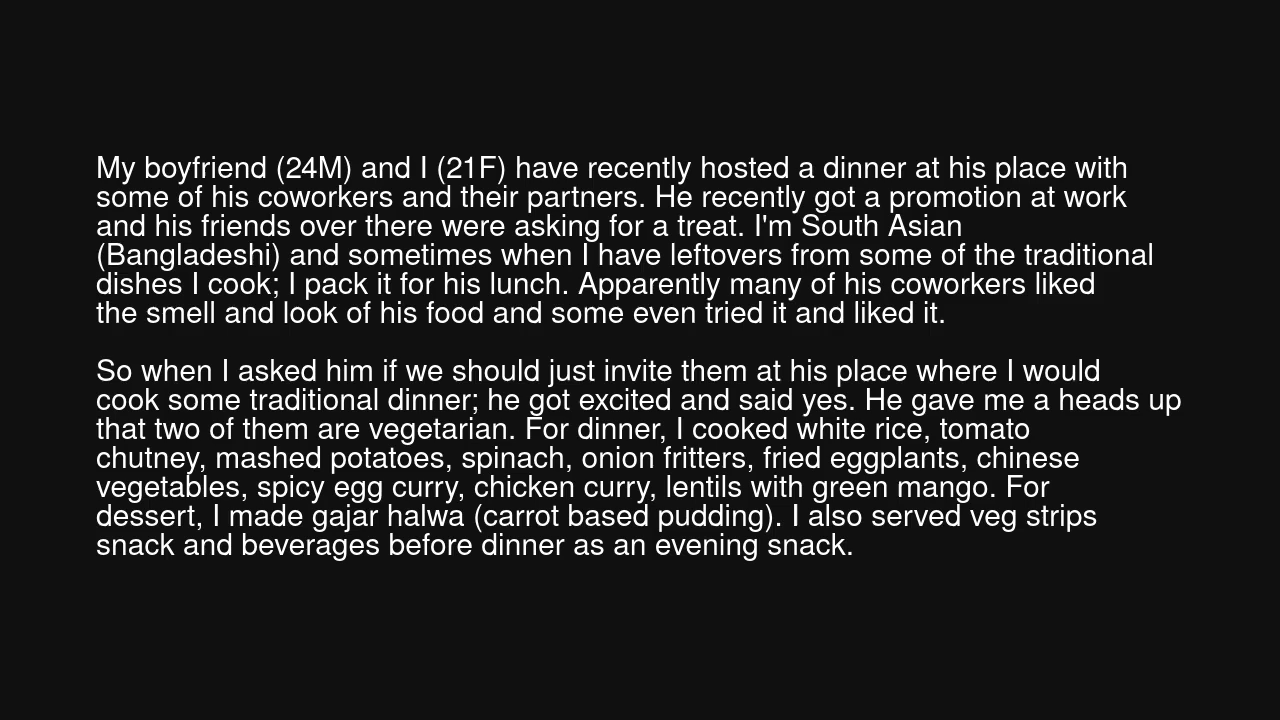 My boyfriend (24M) and I (21F) have recently hosted a dinner at his place with
some of his coworkers and their partners. He recently got a promotion at work
and his friends over there were asking for a treat. I'm South Asian
(Bangladeshi) and sometimes when I have leftovers from some of the traditional
dishes I cook; I pack it for his lunch. Apparently many of his coworkers liked
the smell and look of his food and some even tried it and liked it.

So when I asked him if we should just invite them at his place where I would
cook some traditional dinner; he got excited and said yes. He gave me a heads up
that two of them are vegetarian. For dinner, I cooked white rice, tomato
chutney, mashed potatoes, spinach, onion fritters, fried eggplants, chinese
vegetables, spicy egg curry, chicken curry, lentils with green mango. For
dessert, I made gajar halwa (carrot based pudding). I also served veg strips
snack and beverages before dinner as an evening snack.